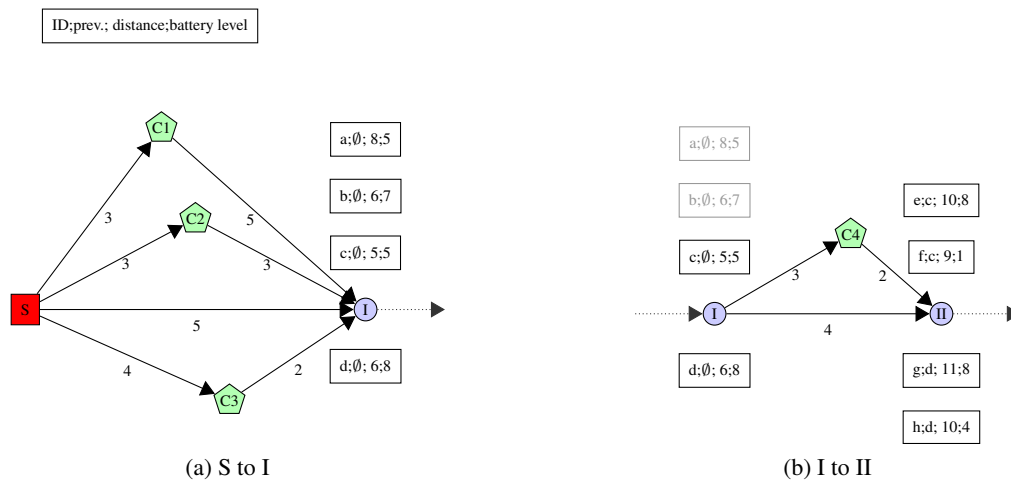 ID;prev.; distance;battery level
C1
a;∅; 8;5
3
5
b;∅; 6;7
C2
3
3
c;∅; 5;5
S
5
I
4
2
d;∅; 6;8
C3
(a) S to I
a;∅; 8;5
b;∅; 6;7
e;c; 10;8
C4
c;∅; 5;5
f;c; 9;1
3
2
I
4
II
d;∅; 6;8
g;d; 11;8
h;d; 10;4
(b) I to II